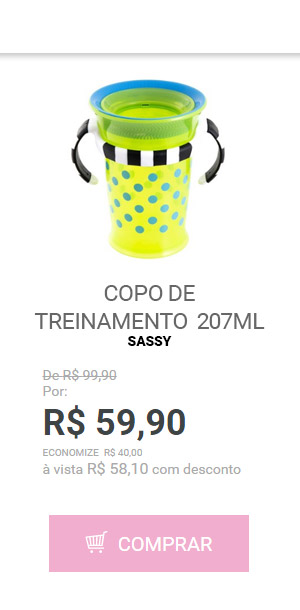 COPO DE
TREINAMENTO 207ML
SASSY
De R$ 99,90
Por:
R$ 59,90
ECONOMIZE R$ 40,00
à vista R$ 58,10 com desconto
COMPRAR